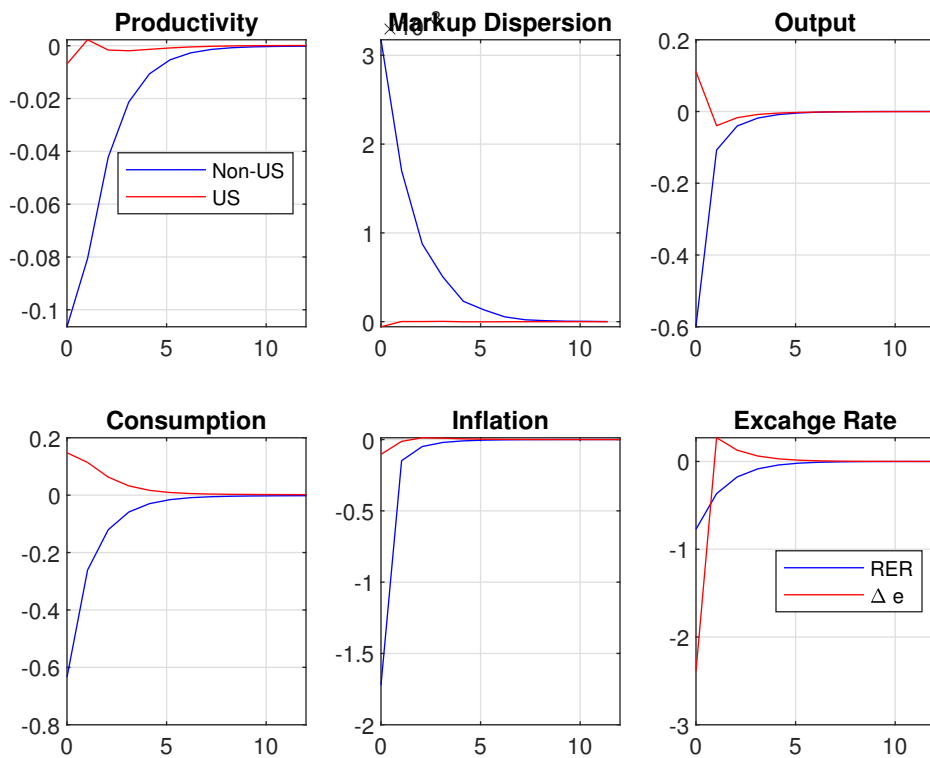 Productivity
0
-0.02
-0.04
-0.06
-0.08
-0.1
0 5 10
Non-US
US
Markup Dispersion
3
2
1
0
0 5 10
Output
0.2
0
-0.2
-0.4
-0.6
0 5 10
Consumption
0.2
0
-0.2
-0.4
-0.6
-0.8
0 5 10
Inflation
0
-0.5
-1
-1.5
-2
0 5 10
Excahge Rate
0
-1
-2
-3
0 5 10
RER
Δ e